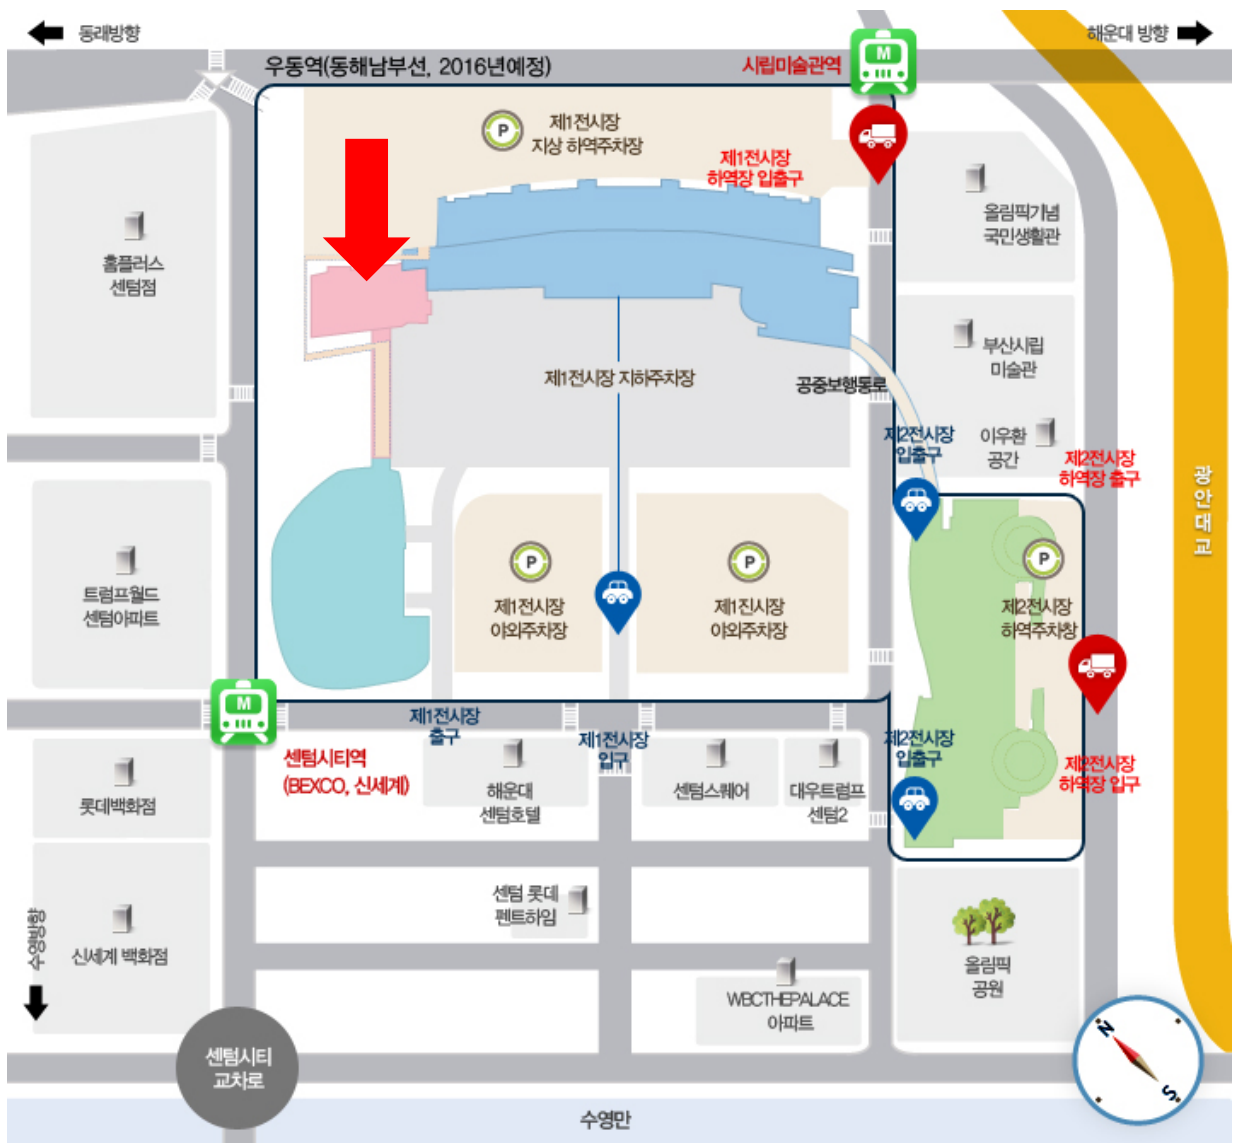 동래방향
해운대 방향
우동역(동해남부선, 2016년예정)
시립미술관역
M
P
제1전시장
지상 하역주차장
제1전시장
하역장 입출구
올림픽기념
국민생활관
홈플러스
센텀점
부산시립
미술관
제1전시장 지하주차장
공중보행통로
제2전시장
입출구
이우환
공간
제2전시장
하역장 출구
광안대교
P
제1전시장
야외주차장
P
제1진시장
야외주차장
P
제2전시장
하역주차창
트럼프월드
센텀아파트
M
제1전시장
출구
제1전시장
입구
제2전시장
입출구
제2전시장
하역장 입구
센텀시티역
(BEXCO, 신세계)
롯데백화점
해운대
센텀호텔
센텀스퀘어
대우트럼프
센텀2
센텀 롯데
펜트하임
수영방향
신세계 백화점
올림픽
공원
WBCTHEPALACE
아파트
N
S
센텀시티
교차로
수영만